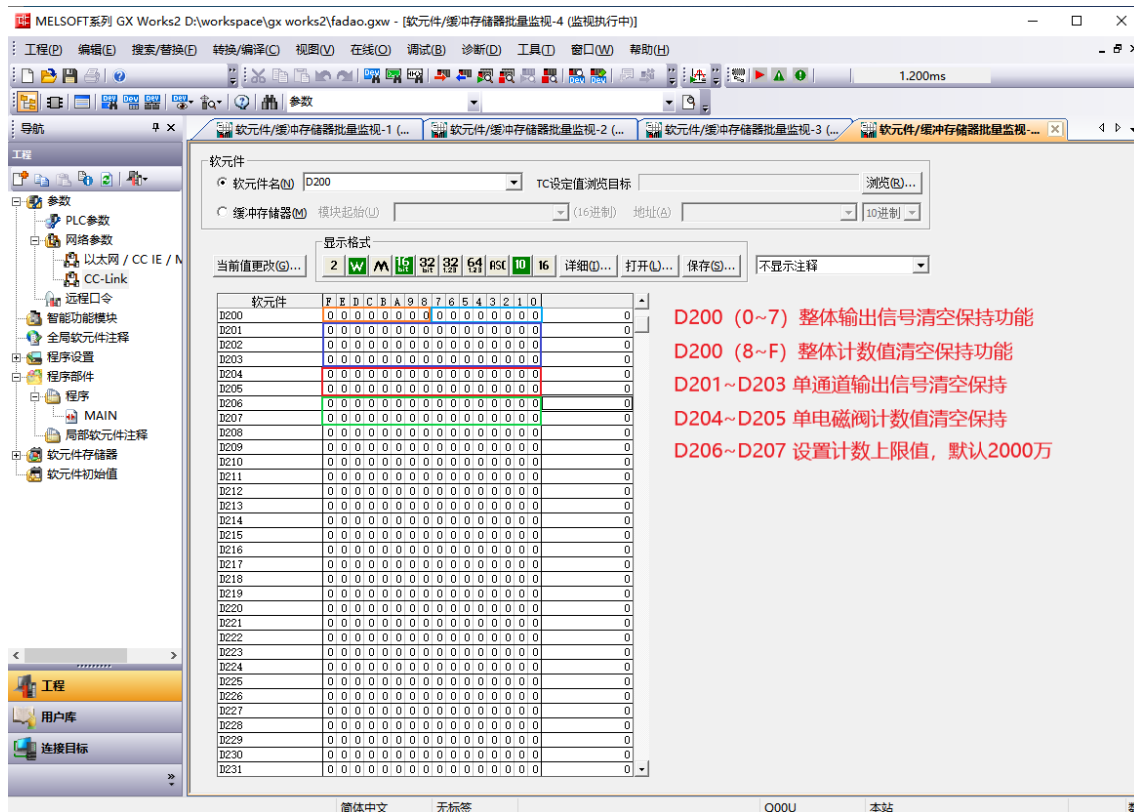 MELSOFT系列 GX Works2 D:\workspace\gx works2\fadao.gxw - [软元件/缓冲存储器批量监视-4 (监视执行中)]
工程(P) 编辑(E) 搜索/替换(F) 转换/编译(C) 视图(V) 在线(O) 调试(B) 诊断(D) 工具(T) 窗口(W) 帮助(H)
1.200ms
参数
导航
软元件/缓冲存储器批量监视-1 (...
软元件/缓冲存储器批量监视-2 (...
软元件/缓冲存储器批量监视-3 (...
软元件/缓冲存储器批量监视-...
工程
参数
PLC参数
网络参数
以太网 / CC IE / N
CC-Link
远程口令
智能功能模块
全局软元件注释
程序设置
程序部件
程序
MAIN
局部软元件注释
软元件存储器
软元件初始值
工程
用户库
连接目标
软元件
软元件名(N) D200 TC设定值浏览目标 浏览(R)...
缓冲存储器(M) 模块起始(U) (16进制) 地址(A) 10进制
显示格式
当前值更改(G)... 2 W M 16 bit 32 bit 32 1.23 64 1.23 ASC 10 16 详细(I)... 打开(L)... 保存(S)... 不显示注释
软元件 F E D C B A 9 8 7 6 5 4 3 2 1 0
D200 0 0 0 0 0 0 0 0 0 0 0 0 0 0 0 0 0
D201 0 0 0 0 0 0 0 0 0 0 0 0 0 0 0 0 0
D202 0 0 0 0 0 0 0 0 0 0 0 0 0 0 0 0 0
D203 0 0 0 0 0 0 0 0 0 0 0 0 0 0 0 0 0
D204 0 0 0 0 0 0 0 0 0 0 0 0 0 0 0 0 0
D205 0 0 0 0 0 0 0 0 0 0 0 0 0 0 0 0 0
D206 0 0 0 0 0 0 0 0 0 0 0 0 0 0 0 0 0
D207 0 0 0 0 0 0 0 0 0 0 0 0 0 0 0 0 0
D208 0 0 0 0 0 0 0 0 0 0 0 0 0 0 0 0 0
D209 0 0 0 0 0 0 0 0 0 0 0 0 0 0 0 0 0
D210 0 0 0 0 0 0 0 0 0 0 0 0 0 0 0 0 0
D211 0 0 0 0 0 0 0 0 0 0 0 0 0 0 0 0 0
D212 0 0 0 0 0 0 0 0 0 0 0 0 0 0 0 0 0
D213 0 0 0 0 0 0 0 0 0 0 0 0 0 0 0 0 0
D214 0 0 0 0 0 0 0 0 0 0 0 0 0 0 0 0 0
D215 0 0 0 0 0 0 0 0 0 0 0 0 0 0 0 0 0
D216 0 0 0 0 0 0 0 0 0 0 0 0 0 0 0 0 0
D217 0 0 0 0 0 0 0 0 0 0 0 0 0 0 0 0 0
D218 0 0 0 0 0 0 0 0 0 0 0 0 0 0 0 0 0
D219 0 0 0 0 0 0 0 0 0 0 0 0 0 0 0 0 0
D220 0 0 0 0 0 0 0 0 0 0 0 0 0 0 0 0 0
D221 0 0 0 0 0 0 0 0 0 0 0 0 0 0 0 0 0
D222 0 0 0 0 0 0 0 0 0 0 0 0 0 0 0 0 0
D223 0 0 0 0 0 0 0 0 0 0 0 0 0 0 0 0 0
D224 0 0 0 0 0 0 0 0 0 0 0 0 0 0 0 0 0
D225 0 0 0 0 0 0 0 0 0 0 0 0 0 0 0 0 0
D226 0 0 0 0 0 0 0 0 0 0 0 0 0 0 0 0 0
D227 0 0 0 0 0 0 0 0 0 0 0 0 0 0 0 0 0
D228 0 0 0 0 0 0 0 0 0 0 0 0 0 0 0 0 0
D229 0 0 0 0 0 0 0 0 0 0 0 0 0 0 0 0 0
D230 0 0 0 0 0 0 0 0 0 0 0 0 0 0 0 0 0
D231 0 0 0 0 0 0 0 0 0 0 0 0 0 0 0 0 0
D200（0~7）整体输出信号清空保持功能
D200（8~F）整体计数值清空保持功能
D201~D203 单通道输出信号清空保持
D204~D205 单电磁阀计数值清空保持
D206~D207 设置计数上限值，默认2000万
简体中文 无标签 Q00U 本站